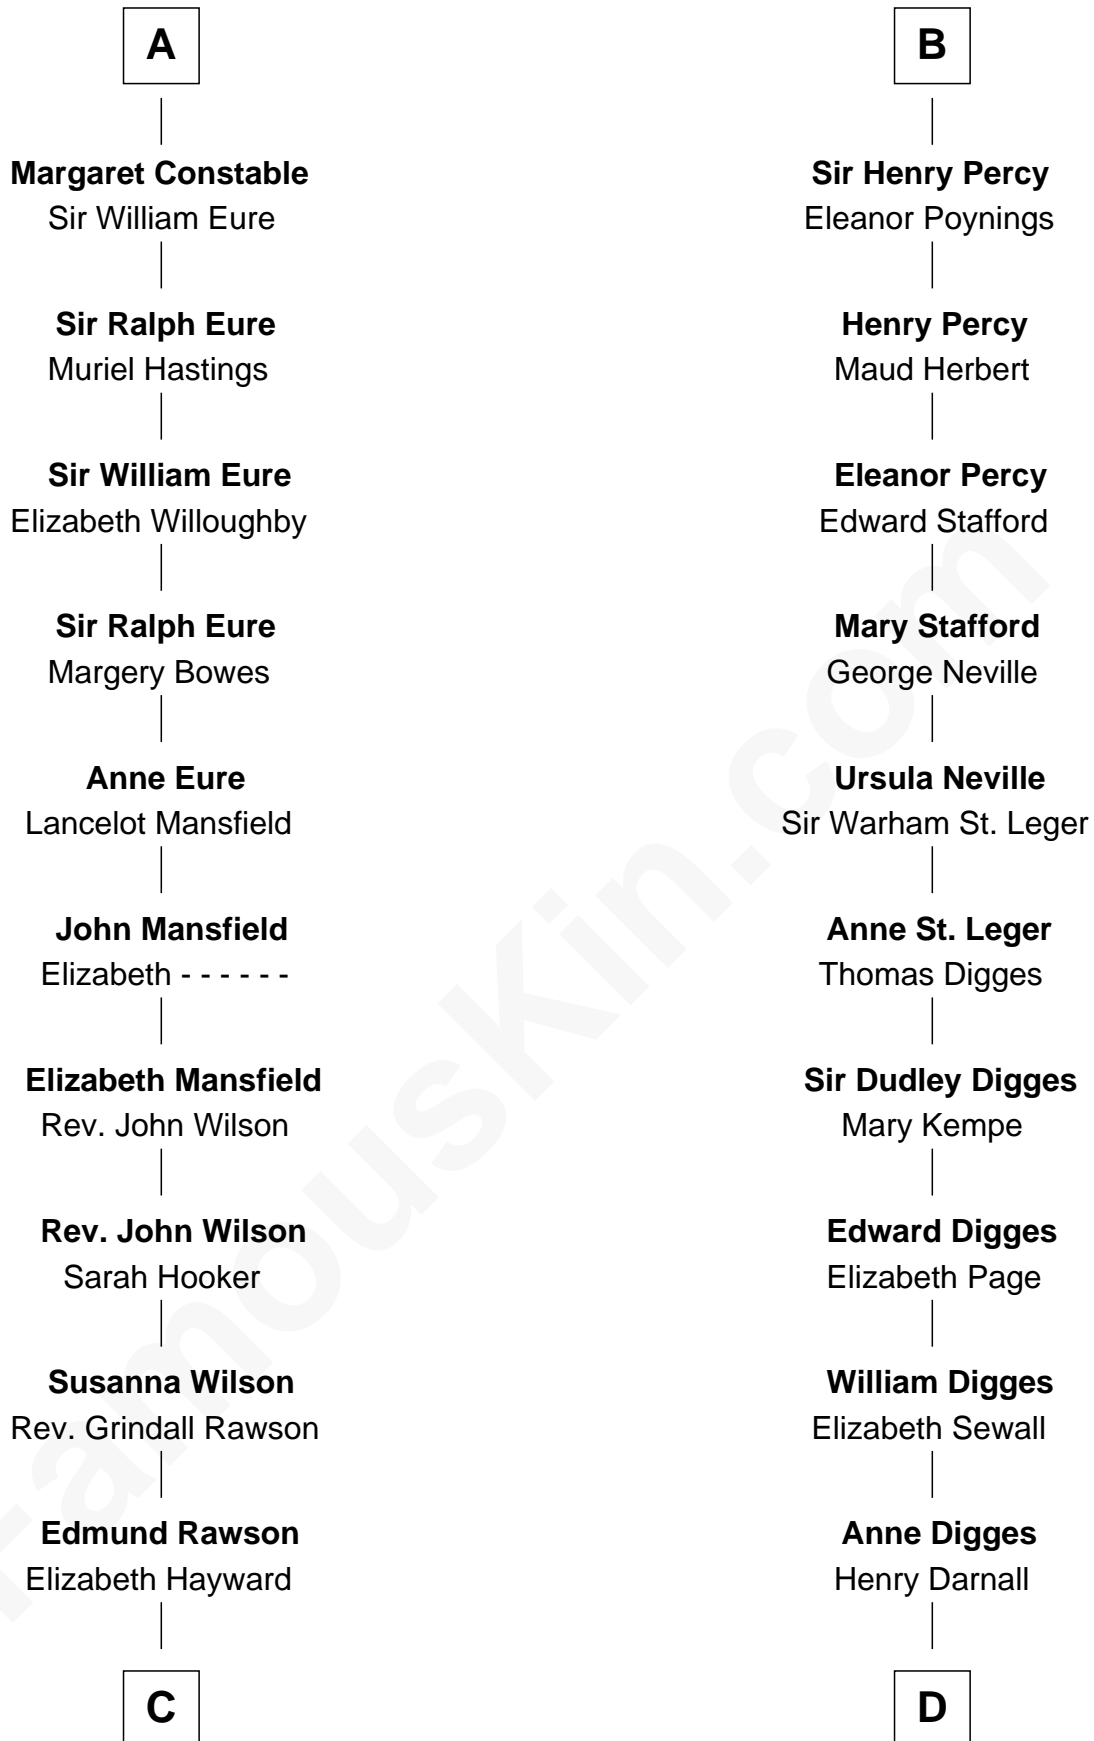 A
Margaret Constable
Sir William Eure
Sir Ralph Eure
Muriel Hastings
Sir William Eure
Elizabeth Willoughby
Sir Ralph Eure
Margery Bowes
Anne Eure
Lancelot Mansfield
John Mansfield
Elizabeth - - - - - -
Elizabeth Mansfield
Rev. John Wilson
Rev. John Wilson
Sarah Hooker
Susanna Wilson
Rev. Grindall Rawson
Edmund Rawson
Elizabeth Hayward
C
B
Sir Henry Percy
Eleanor Poynings
Henry Percy
Maud Herbert
Eleanor Percy
Edward Stafford
Mary Stafford
George Neville
Ursula Neville
Sir Warham St. Leger
Anne St. Leger
Thomas Digges
Sir Dudley Digges
Mary Kempe
Edward Digges
Elizabeth Page
William Digges
Elizabeth Sewall
Anne Digges
Henry Darnall
D
FamousKin.com